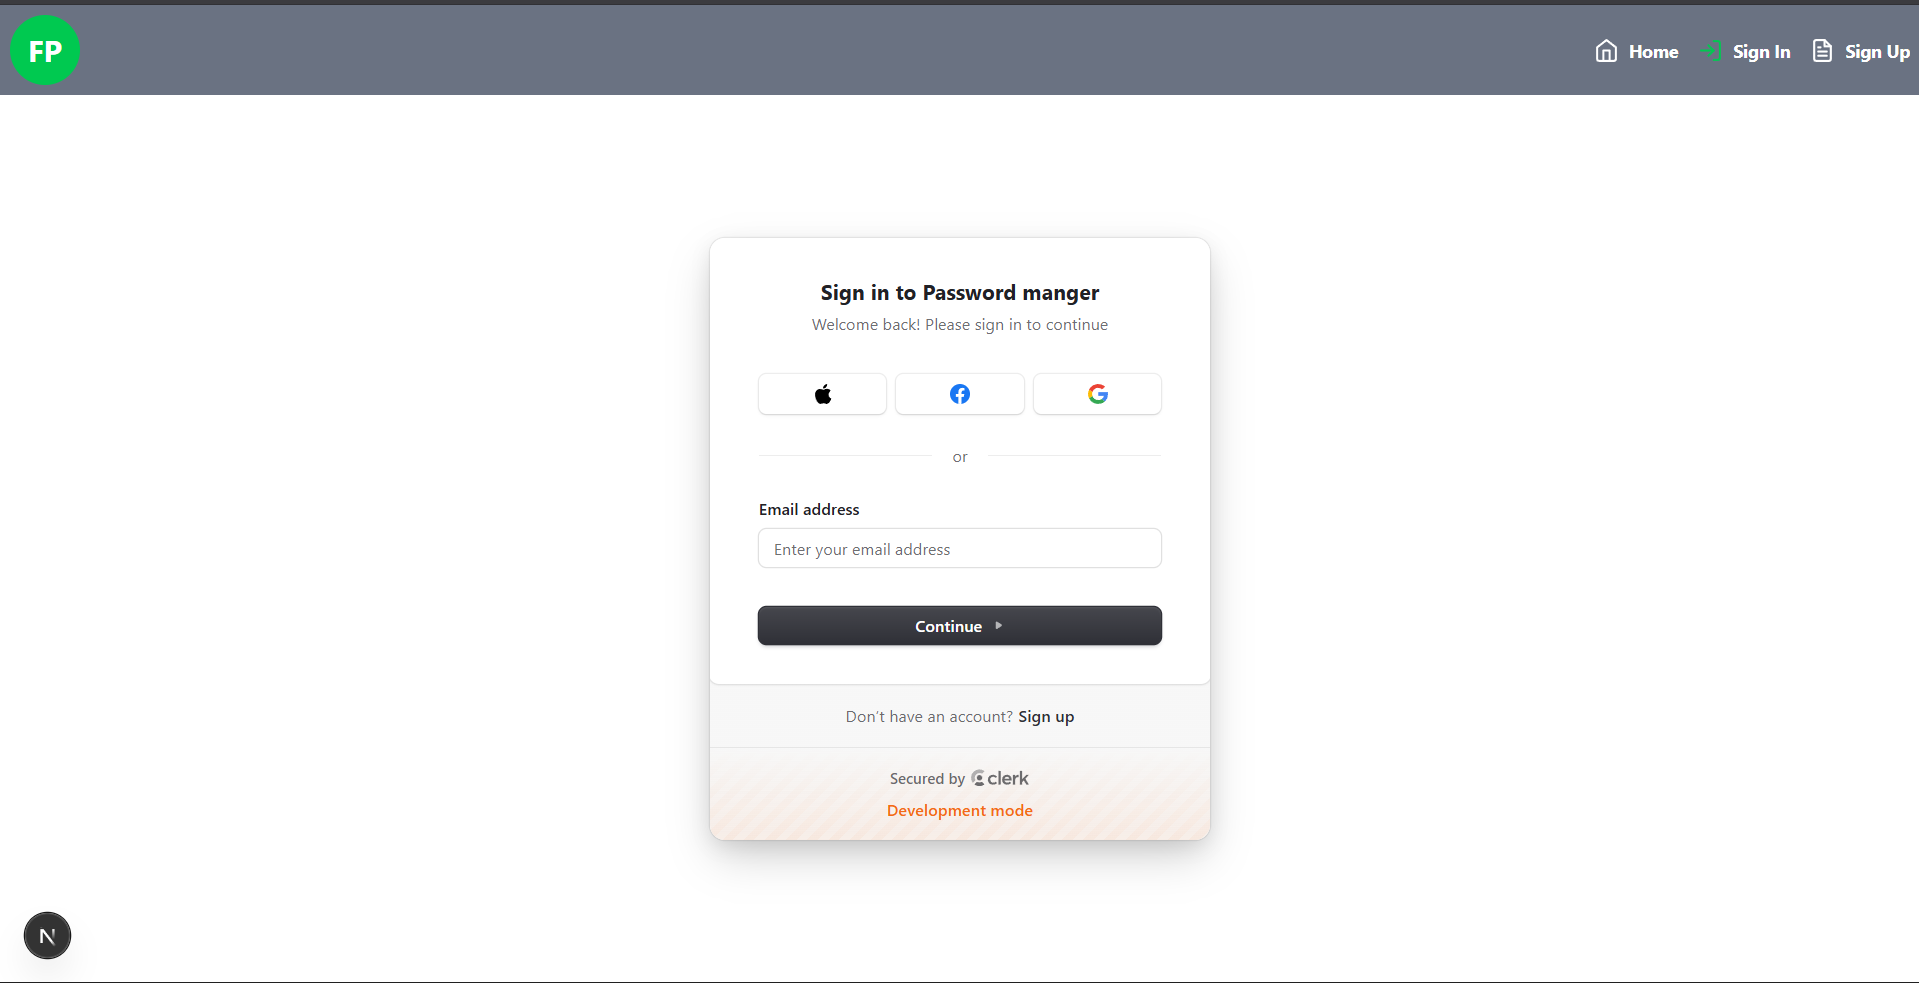 FP
Home
Sign In
Sign Up
Sign in to Password manger
Welcome back! Please sign in to continue
or
Email address
Enter your email address
Continue
Don't have an account? Sign up
Secured by clerk
Development mode
N